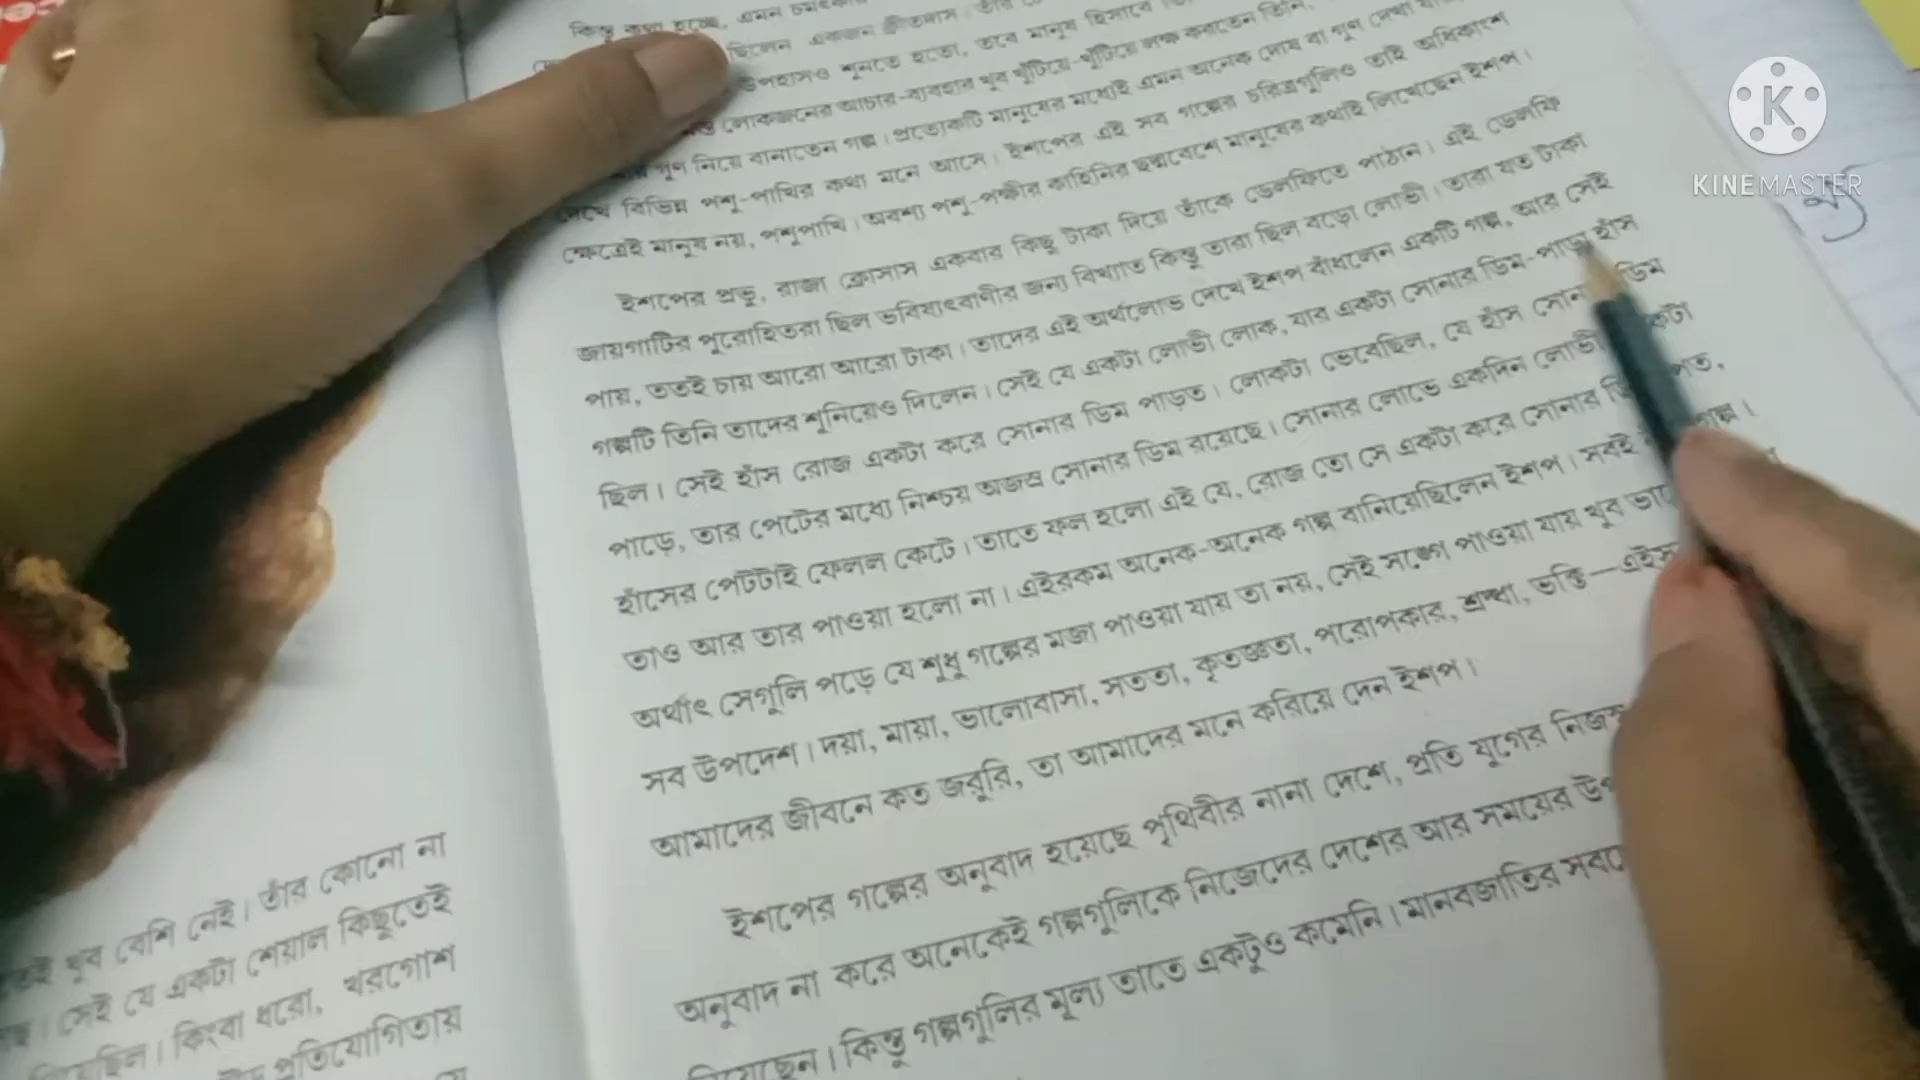 কিন্তু কথা হচ্ছে, এমন চমৎকার
ছিলেন একজন ক্রীতদাস। তাঁর
উপহাসও শুনতে হতো, তবে মানুষ হিসাবে
লোকজনের আচার-ব্যবহার খুব খুঁটিয়ে-খুঁটিয়ে লক্ষ করতেন তিনি,
গুণ নিয়ে বানাতেন গল্প। প্রত্যেকটি মানুষের মধ্যেই এমন অনেক দোষ বা গুণ দেখা
দেখে বিভিন্ন পশু-পাখির কথা মনে আসে। ইশপের এই সব গল্পের চরিত্রগুলিও তাই অধিকাংশ
ক্ষেত্রেই মানুষ নয়, পশুপাখি। অবশ্য পশু-পক্ষীর কাহিনির ছদ্মবেশে মানুষের কথাই লিখেছেন ইশপ।
ইশপের প্রভু, রাজা ক্রোসাস একবার কিছু টাকা দিয়ে তাঁকে ডেলফিতে পাঠান। এই ডেলফি
জায়গাটির পুরোহিতরা ছিল ভবিষ্যৎবাণীর জন্য বিখ্যাত কিন্তু তারা ছিল বড়ো লোভী। তারা যত টাকা
পায়, ততই চায় আরো আরো টাকা। তাদের এই অর্থলোভ দেখে ইশপ বাঁধলেন একটি গল্প, আর সেই
গল্পটি তিনি তাদের শুনিয়েও দিলেন। সেই যে একটা লোভী লোক, যার একটা সোনার ডিম-পাড়া হাঁস
ছিল। সেই হাঁস রোজ একটা করে সোনার ডিম পাড়ত। লোকটা ভেবেছিল, যে হাঁস ডিম
পাড়ে, তার পেটের মধ্যে নিশ্চয় অজস্র সোনার ডিম রয়েছে। সোনার লোভে একদিন
হাঁসের পেটটাই ফেলল কেটে। তাতে ফল হলো এই যে, রোজ তো সে একটা করে সোনার
তাও আর তার পাওয়া হলো না। এইরকম অনেক-অনেক গল্প বানিয়েছিলেন ইশপ। সবই
অর্থাৎ সেগুলি পড়ে যে শুধু গল্পের মজা পাওয়া যায় তা নয়, সেই সঙ্গে পাওয়া যায় খুব
সব উপদেশ। দয়া, মায়া, ভালোবাসা, সততা, কৃতজ্ঞতা, পরোপকার, শ্রদ্ধা, ভক্তি—
আমাদের জীবনে কত জরুরি, তা আমাদের মনে করিয়ে দেন ইশপ।
ইশপের গল্পের অনুবাদ হয়েছে পৃথিবীর নানা দেশে, প্রতি যুগের
অনুবাদ না করে অনেকেই গল্পগুলিকে নিজেদের দেশের আর সময়ের
কিন্তু গল্পগুলির মূল্য তাতে একটুও কমেনি। মানবজাতির
খুব বেশি নেই। তাঁর কোনো না
সেই যে একটা শেয়াল কিছুতেই
কিংবা ধরো, খরগোশ
প্রতিযোগিতায়
KINEMASTER